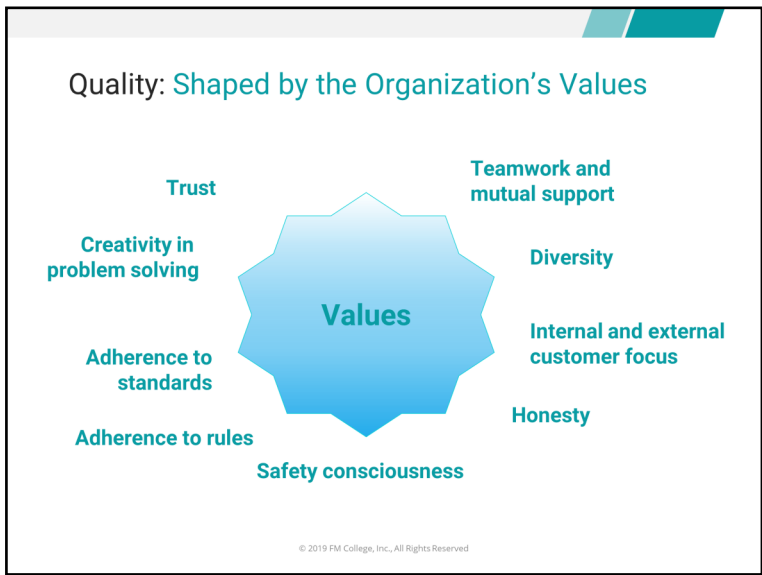 Quality: Shaped by the Organization’s Values
Trust
Teamwork and
mutual support
Creativity in
problem solving
Diversity
Values
Internal and external
customer focus
Adherence to
standards
Honesty
Adherence to rules
Safety consciousness
© 2019 FM College, Inc., All Rights Reserved